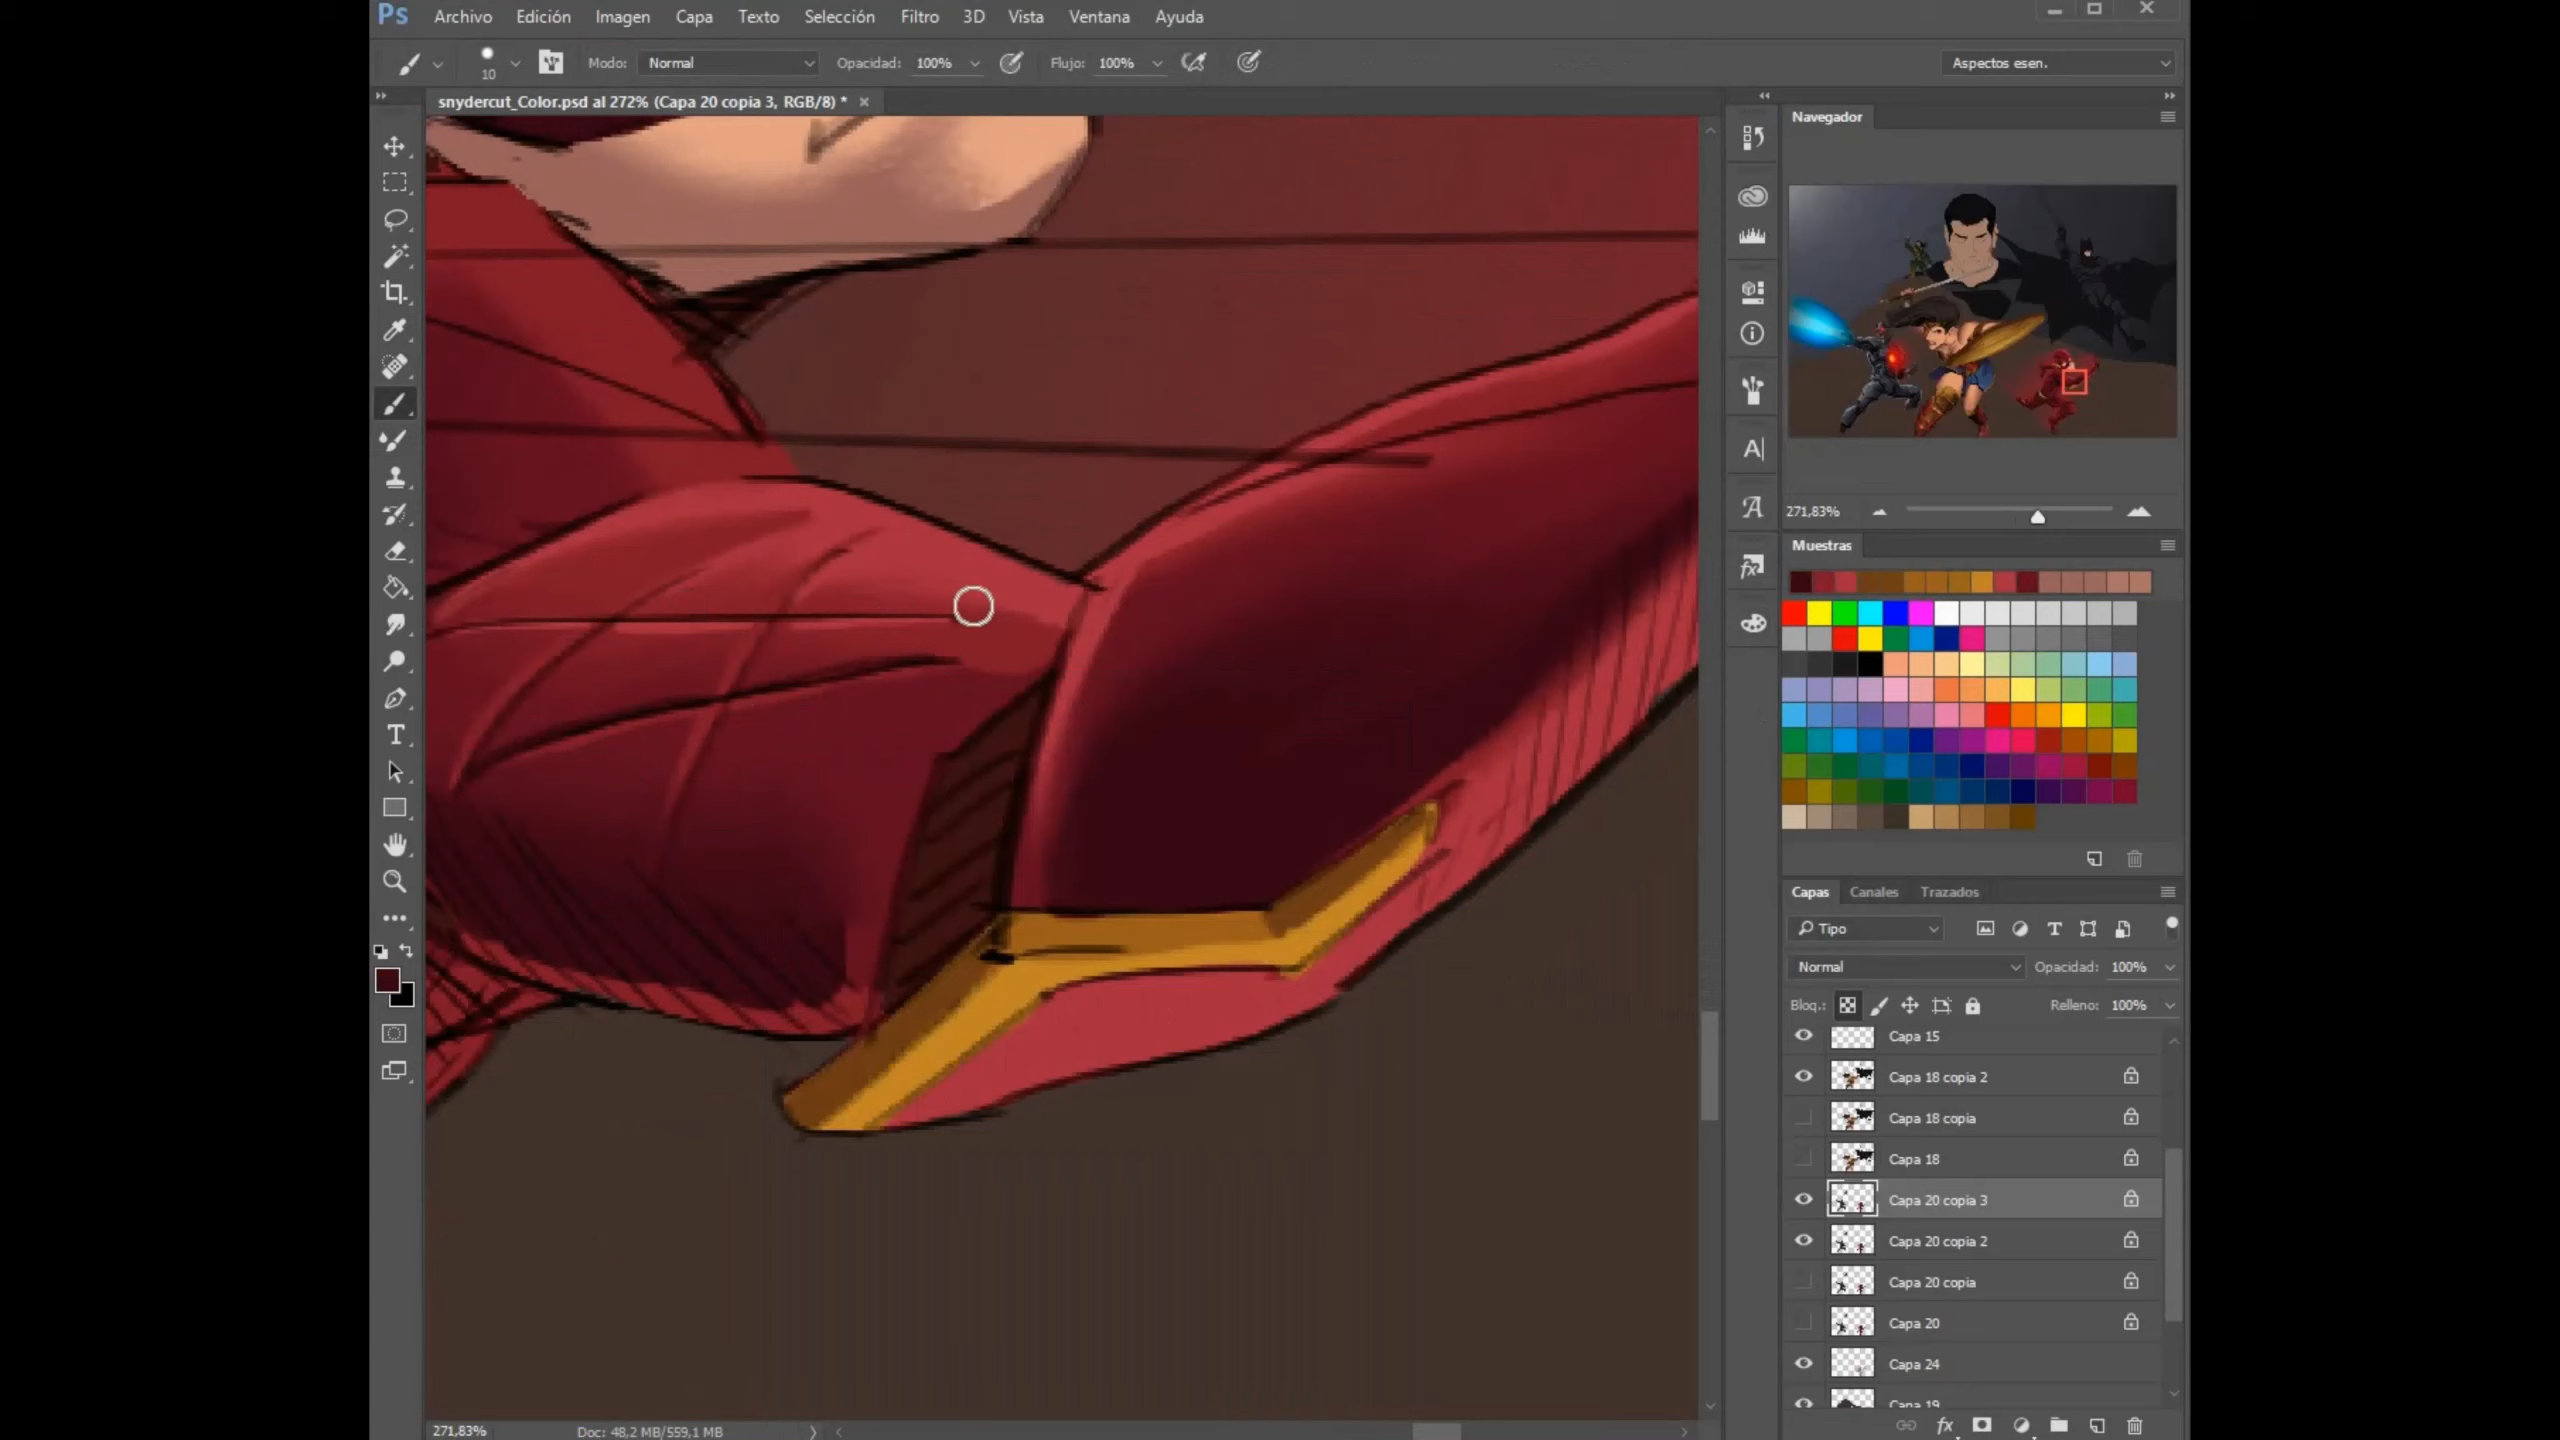 Ps Archivo Edición Imagen Capa Texto Selección Filtro 3D Vista Ventana Ayuda
10 Modo: Normal Opacidad: 100% Flujo: 100% Aspectos esen.
snydercut_Color.psd al 272% (Capa 20 copia 3, RGB/8) *
Navegador
271,83%
Muestras
Capas Canales Trazados
Tipo
Normal Opacidad: 100%
Bloq.: Relleno: 100%
Capa 15
Capa 18 copia 2
Capa 18 copia
Capa 18
Capa 20 copia 3
Capa 20 copia 2
Capa 20 copia
Capa 20
Capa 24
Capa 19
271,83% Doc: 48,2 MB/559,1 MB